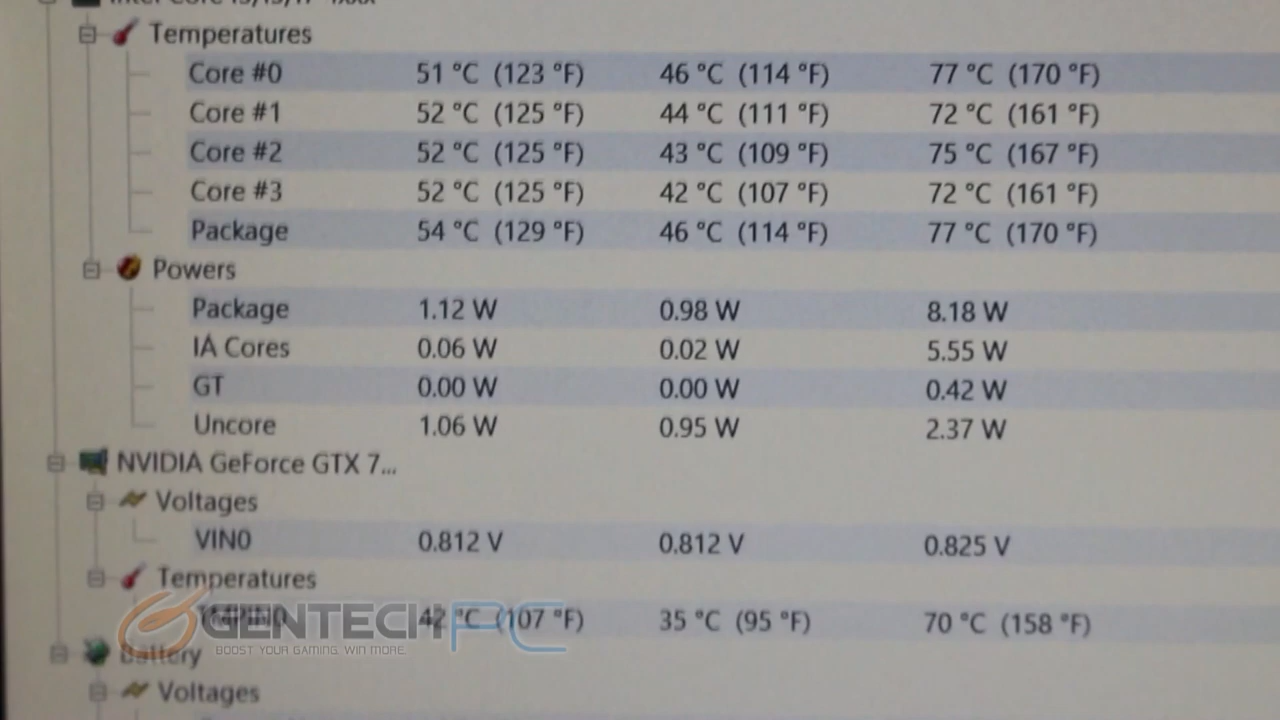 Temperatures
Core #0 51 °C (123 °F) 46 °C (114 °F) 77 °C (170 °F)
Core #1 52 °C (125 °F) 44 °C (111 °F) 72 °C (161 °F)
Core #2 52 °C (125 °F) 43 °C (109 °F) 75 °C (167 °F)
Core #3 52 °C (125 °F) 42 °C (107 °F) 72 °C (161 °F)
Package 54 °C (129 °F) 46 °C (114 °F) 77 °C (170 °F)
Powers
Package 1.12 W 0.98 W 8.18 W
IA Cores 0.06 W 0.02 W 5.55 W
GT 0.00 W 0.00 W 0.42 W
Uncore 1.06 W 0.95 W 2.37 W
NVIDIA GeForce GTX 7...
Voltages
VIN0 0.812 V 0.812 V 0.825 V
Temperatures
TMPIN0 42 °C (107 °F) 35 °C (95 °F) 70 °C (158 °F)
GENTECH PC
BOOST YOUR GAMING. WIN MORE.
Battery
Voltages